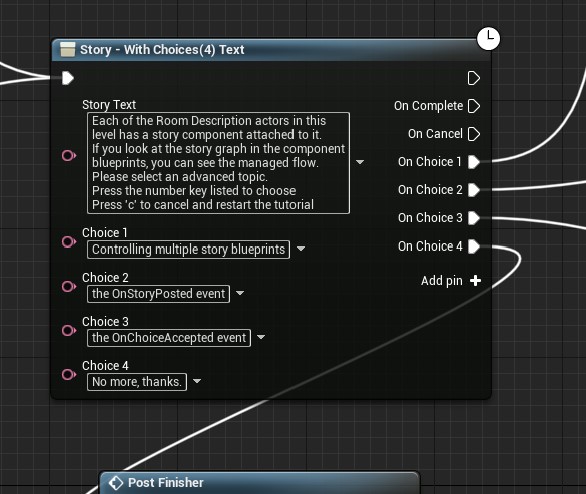 Story - With Choices(4) Text
Story Text
On Complete
Each of the Room Description actors in this
level has a story component attached to it.
If you look at the story graph in the component
blueprints, you can see the managed flow.
Please select an advanced topic.
Press the number key listed to choose
Press 'c' to cancel and restart the tutorial
On Cancel
On Choice 1
On Choice 2
On Choice 3
On Choice 4
Choice 1
Controlling multiple story blueprints
Choice 2
the OnStoryPosted event
Add pin
Choice 3
the OnChoiceAccepted event
Choice 4
No more, thanks.
Post Finisher